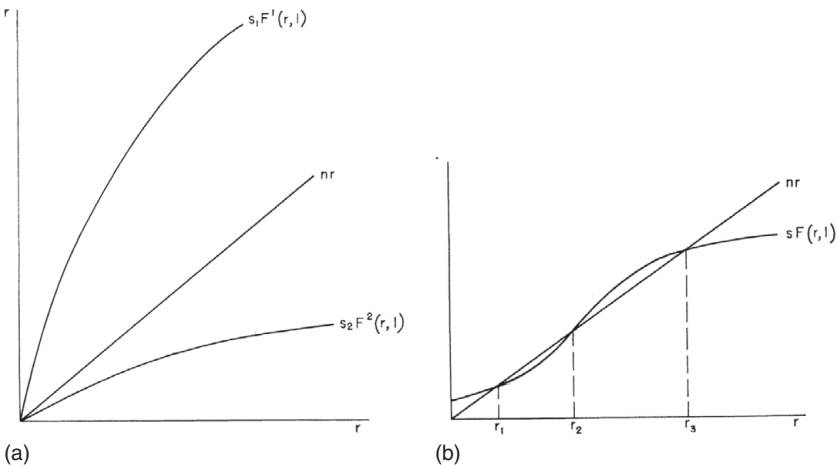 r
s₁F¹(r,1)
nr
s₂F²(r,1)
r
(a)
nr
sF(r,1)
r₁ r₂ r₃ r
(b)